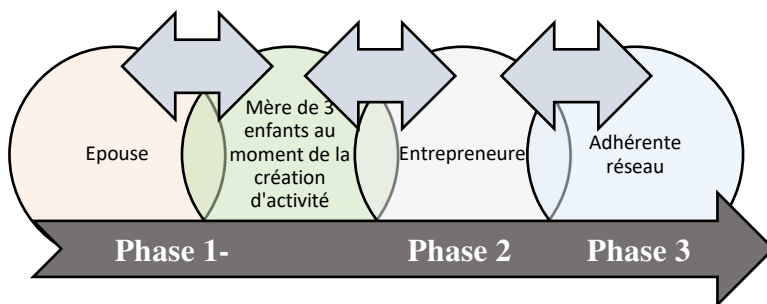 Epouse
Mère de 3
enfants au
moment de la
création
d'activité
Entrepreneure
Adhérente
réseau
Phase 1-
Phase 2
Phase 3